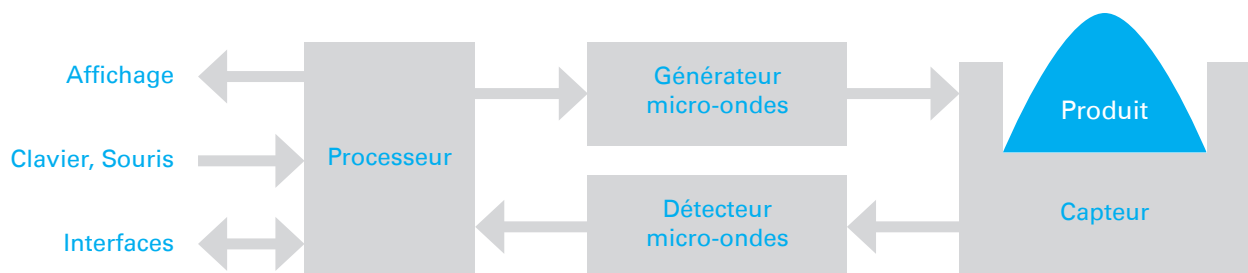 Affichage
Clavier, Souris
Interfaces
Processeur
Générateur
micro-ondes
Détecteur
micro-ondes
Produit
Capteur